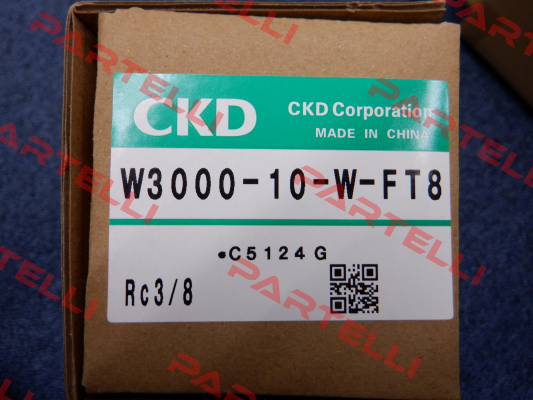 CKD
CKD Corporation
MADE IN CHINA
W3000-10-W-FT8
•C5124G
Rc3/8
PARTELLI
PARTELLI
PARTELLI
PARTELLI
PARTELLI